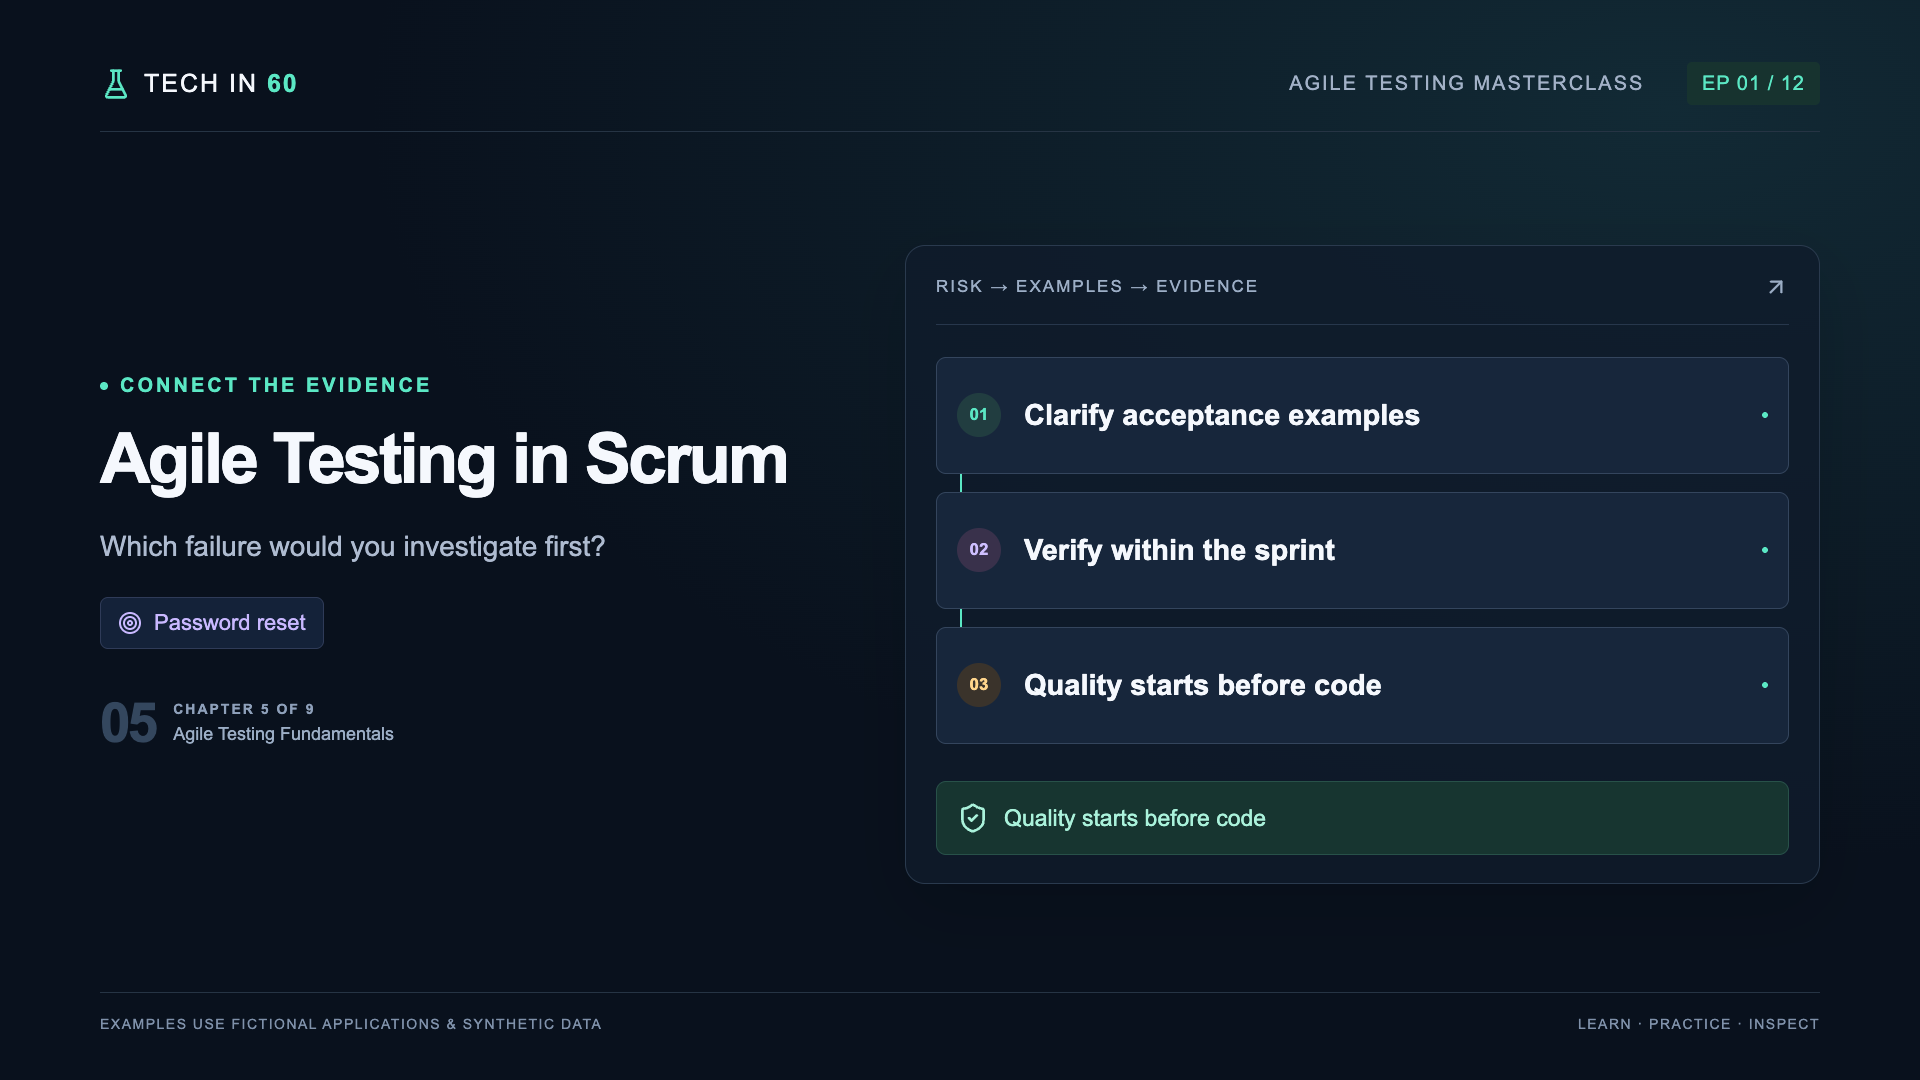 TECH IN 60
AGILE TESTING MASTERCLASS
EP 01 / 12
• CONNECT THE EVIDENCE
Agile Testing in Scrum
Which failure would you investigate first?
Password reset
05
CHAPTER 5 OF 9
Agile Testing Fundamentals
RISK → EXAMPLES → EVIDENCE
01 Clarify acceptance examples
02 Verify within the sprint
03 Quality starts before code
Quality starts before code
EXAMPLES USE FICTIONAL APPLICATIONS & SYNTHETIC DATA
LEARN · PRACTICE · INSPECT